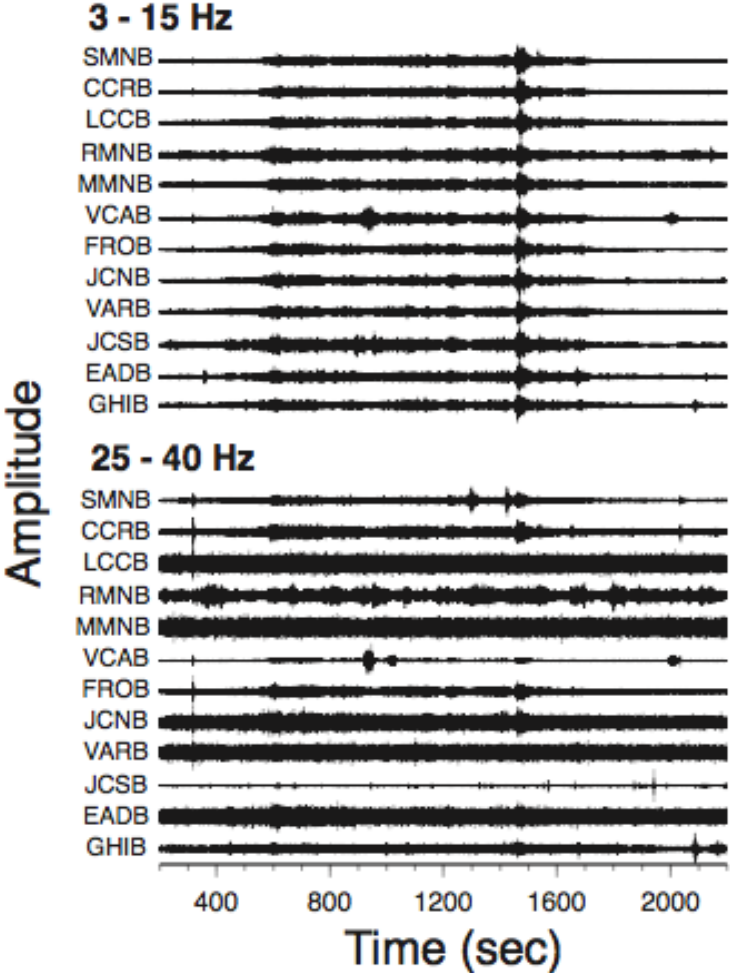 3 - 15 Hz
SMNB
CCRB
LCCB
RMNB
MMNB
VCAB
FROB
JCNB
VARB
JCSB
EADB
GHIB
Amplitude
25 - 40 Hz
SMNB
CCRB
LCCB
RMNB
MMNB
VCAB
FROB
JCNB
VARB
JCSB
EADB
GHIB
400 800 1200 1600 2000
Time (sec)